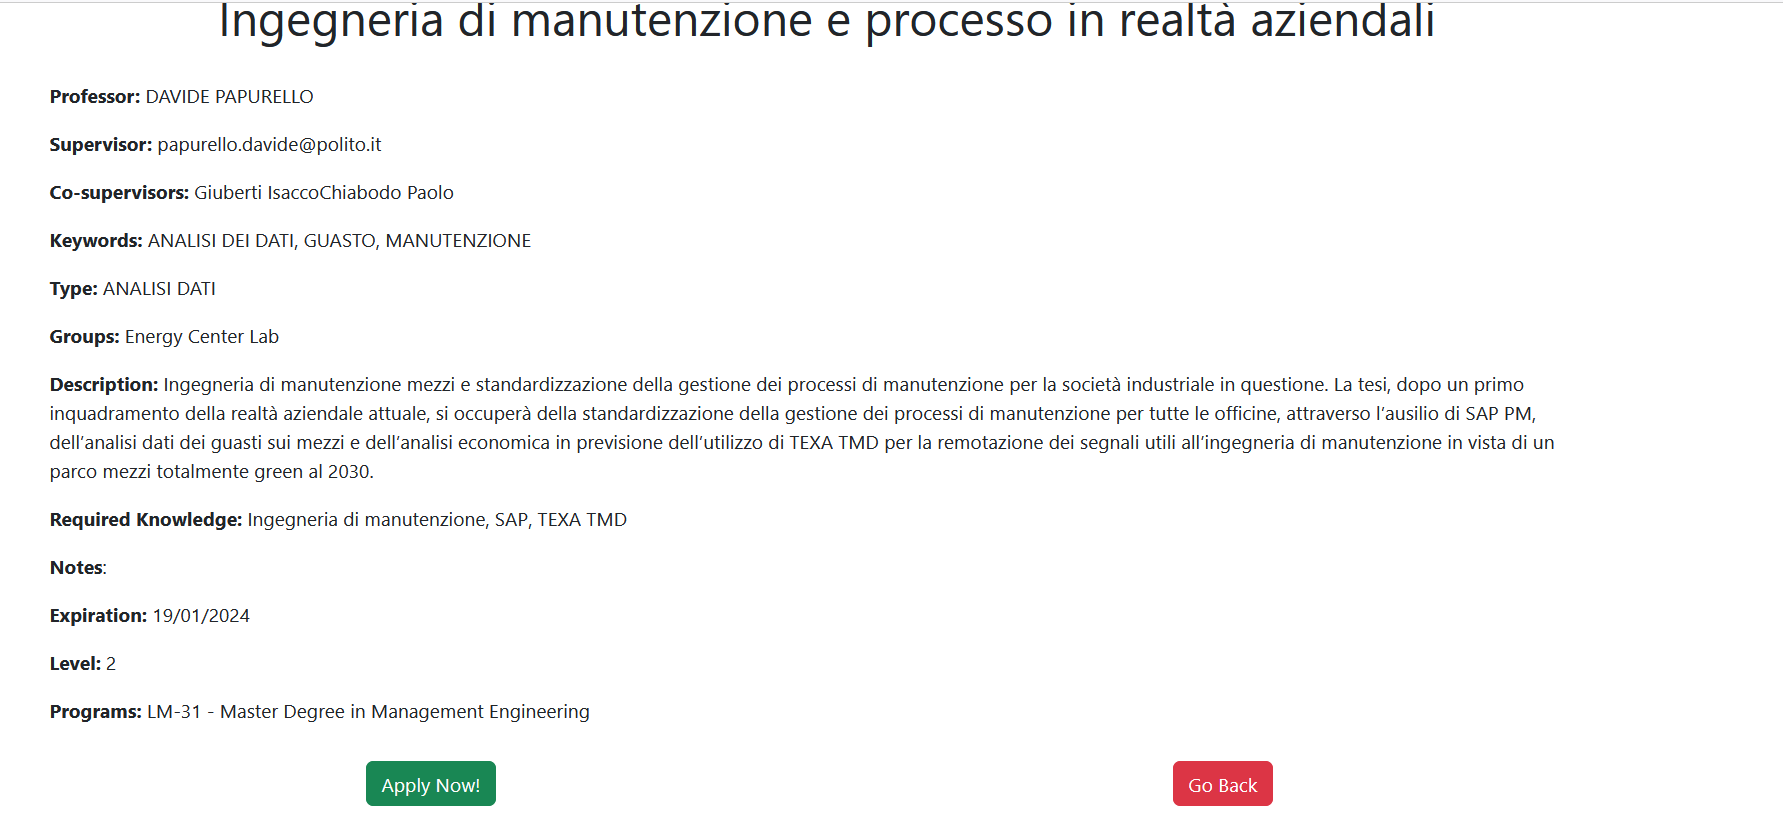 Ingegneria di manutenzione e processo in realtà aziendali
Professor: DAVIDE PAPURELLO
Supervisor: papurello.davide@polito.it
Co-supervisors: Giuberti IsaccoChiabodo Paolo
Keywords: ANALISI DEI DATI, GUASTO, MANUTENZIONE
Type: ANALISI DATI
Groups: Energy Center Lab
Description: Ingegneria di manutenzione mezzi e standardizzazione della gestione dei processi di manutenzione per la società industriale in questione. La tesi, dopo un primo
inquadramento della realtà aziendale attuale, si occuperà della standardizzazione della gestione dei processi di manutenzione per tutte le officine, attraverso l’ausilio di SAP PM,
dell’analisi dati dei guasti sui mezzi e dell’analisi economica in previsione dell’utilizzo di TEXA TMD per la remotazione dei segnali utili all’ingegneria di manutenzione in vista di un
parco mezzi totalmente green al 2030.
Required Knowledge: Ingegneria di manutenzione, SAP, TEXA TMD
Notes:
Expiration: 19/01/2024
Level: 2
Programs: LM-31 - Master Degree in Management Engineering
Apply Now!
Go Back